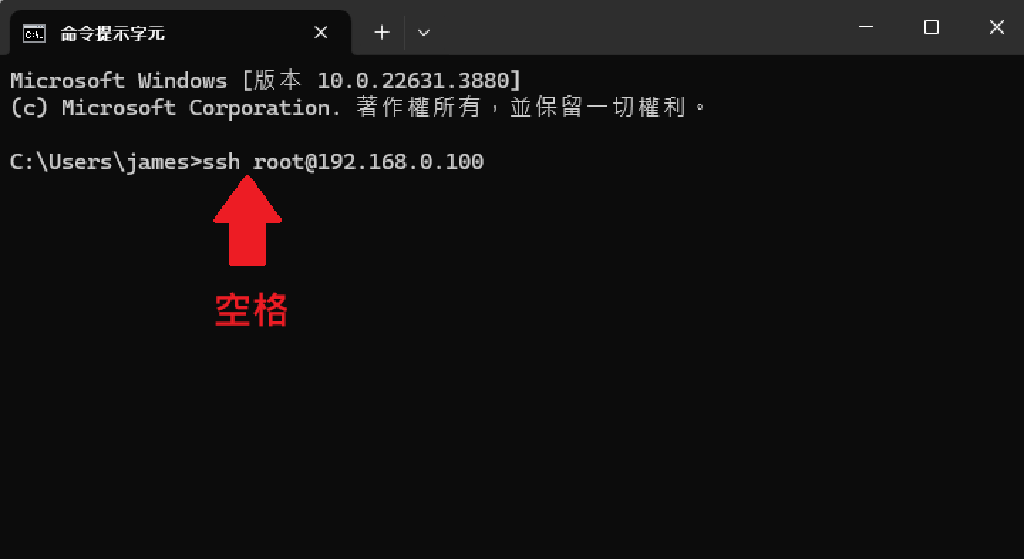 命令提示字元
Microsoft Windows [版本 10.0.22631.3880]
(c) Microsoft Corporation. 著作權所有，並保留一切權利。
C:\Users\james>ssh root@192.168.0.100
空格